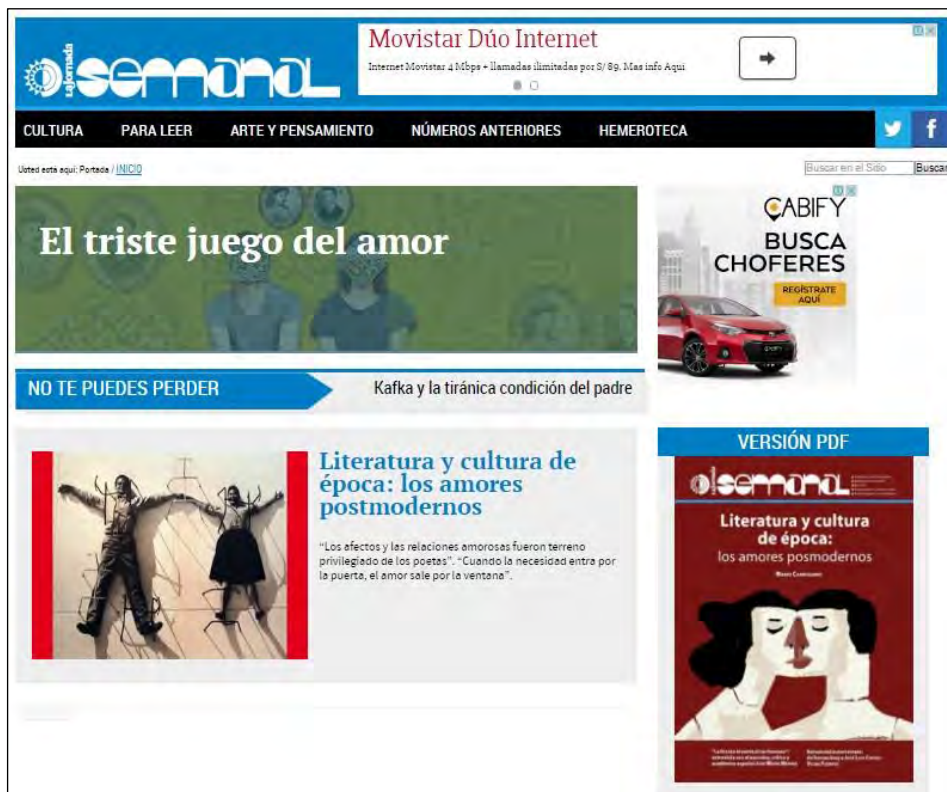 La Jornada
semanal
Movistar Dúo Internet
Internet Movistar 4 Mbps + llamadas ilimitadas por S/ 89. Mas info Aqui
CULTURA PARA LEER ARTE Y PENSAMIENTO NÚMEROS ANTERIORES HEMEROTECA
Usted está aquí: Portada / INICIO
Buscar en el Sitio Buscar
El triste juego del amor
CABIFY
BUSCA
CHOFERES
REGÍSTRATE
AQUÍ
NO TE PUEDES PERDER
Kafka y la tiránica condición del padre
Literatura y cultura de
época: los amores
postmodernos
“Los afectos y las relaciones amorosas fueron terreno
privilegiado de los poetas”. “Cuando la necesidad entra por
la puerta, el amor sale por la ventana”.
VERSIÓN PDF
semanal
Literatura y cultura
de época:
los amores posmodernos